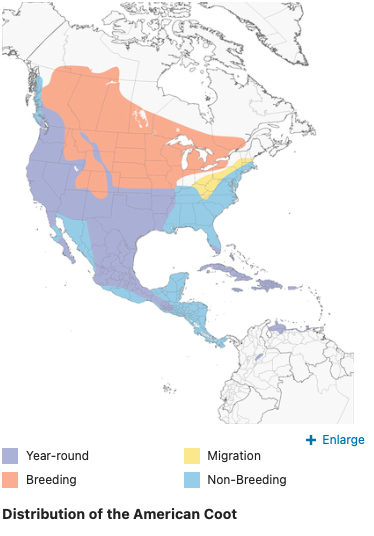 + Enlarge
Year-round
Migration
Breeding
Non-Breeding
Distribution of the American Coot